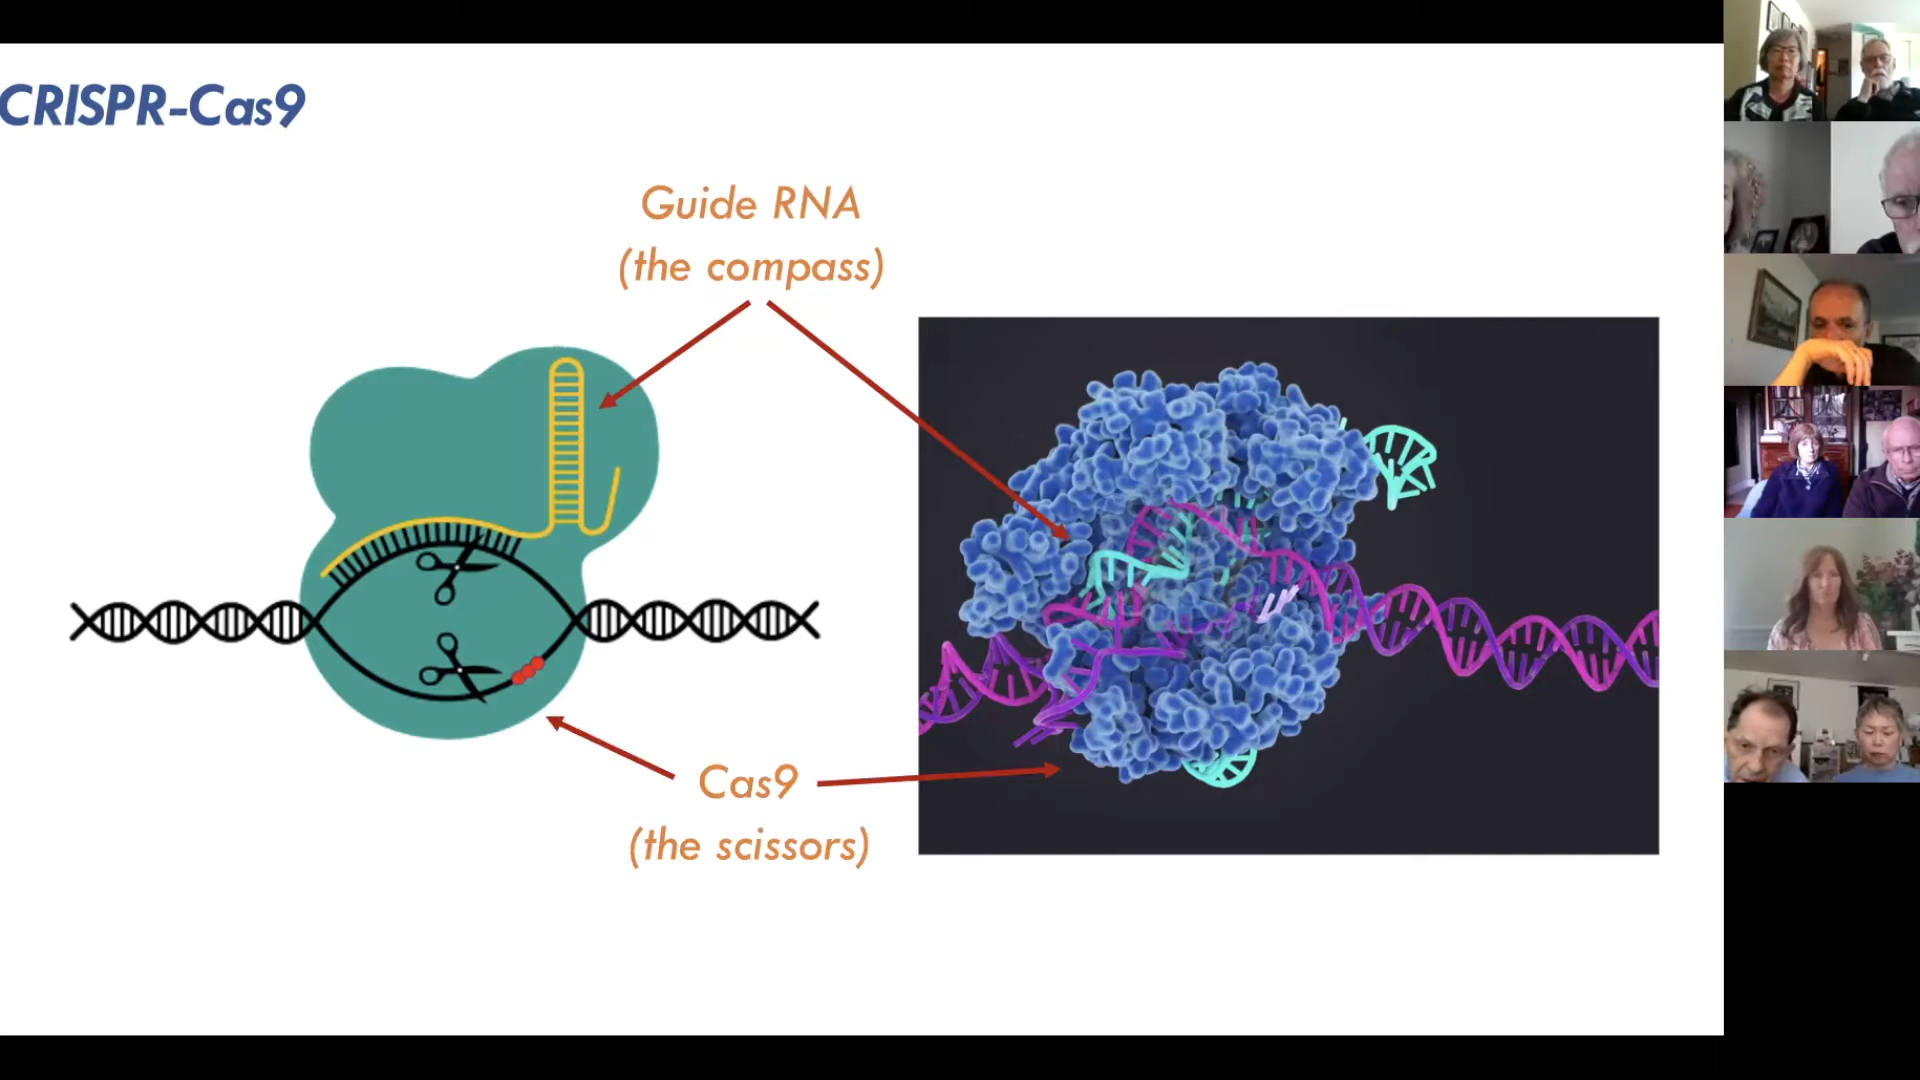 CRISPR-Cas9
Guide RNA
(the compass)
Cas9
(the scissors)